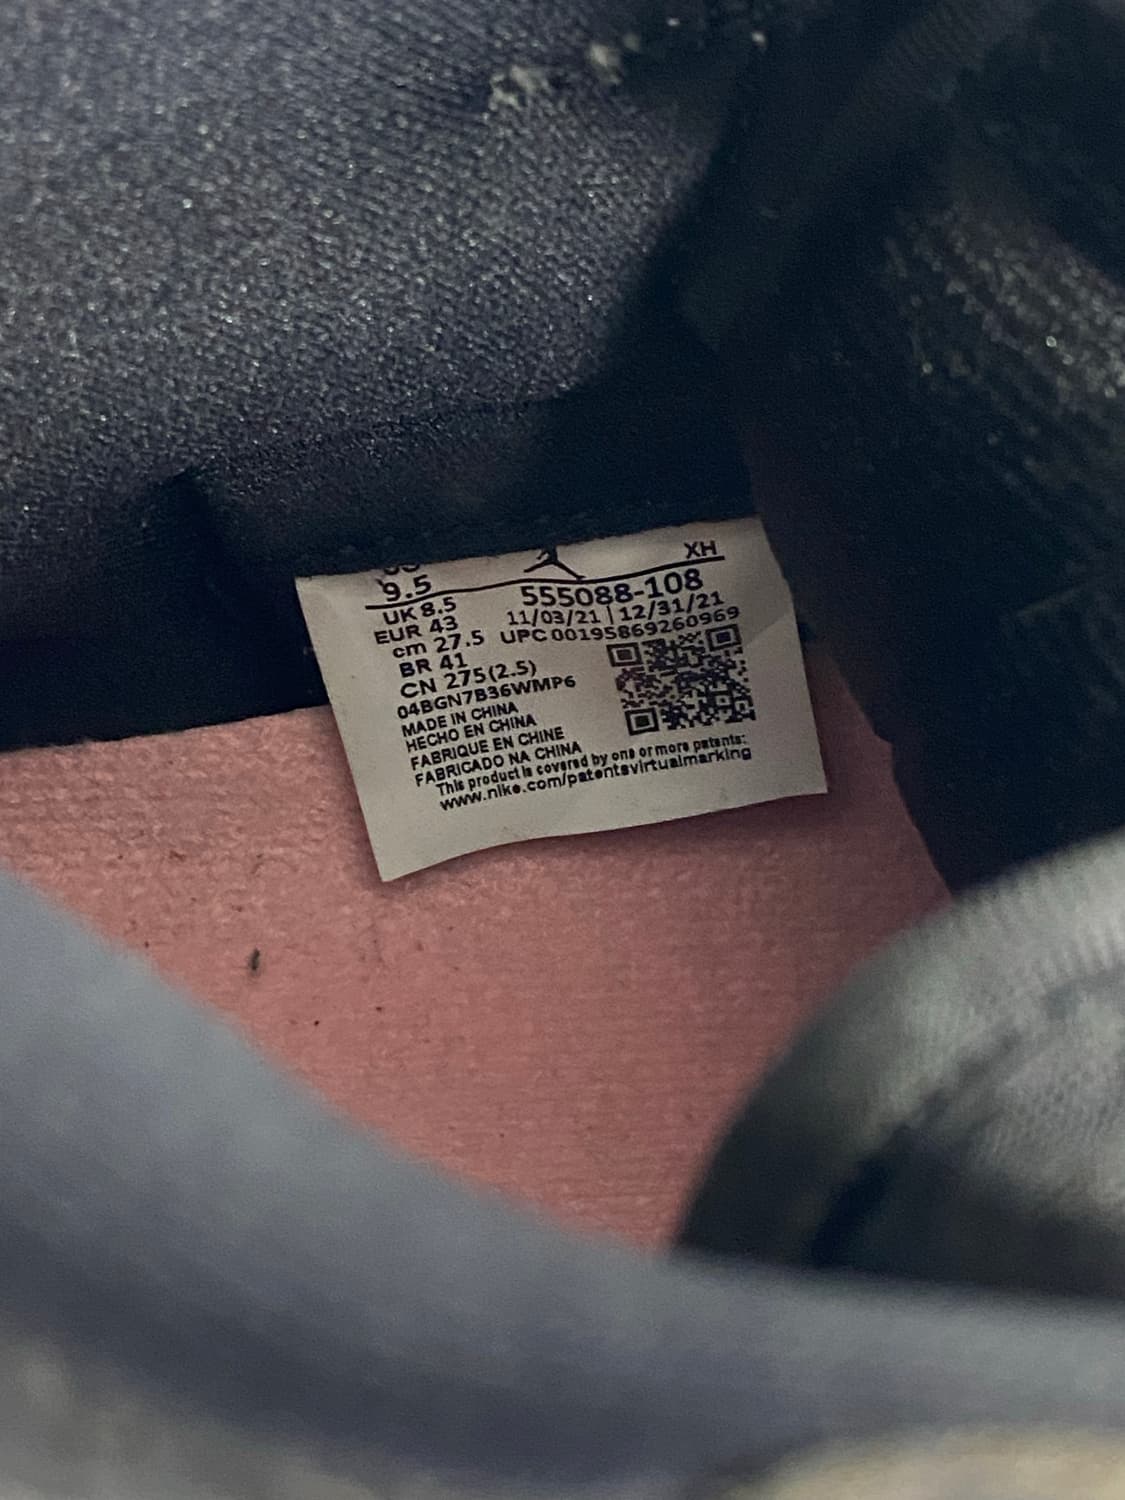 9.5
XH
UK 8.5
555088-108
EUR 43
11/03/21 | 12/31/21
cm 27.5
UPC 00195869260969
BR 41
CN 275(2.5)
04BGN7B36WMP6
MADE IN CHINA
HECHO EN CHINA
FABRIQUE EN CHINE
FABRICADO NA CHINA
This product is covered by one or more patents:
www.nike.com/patentsvirtualmarking